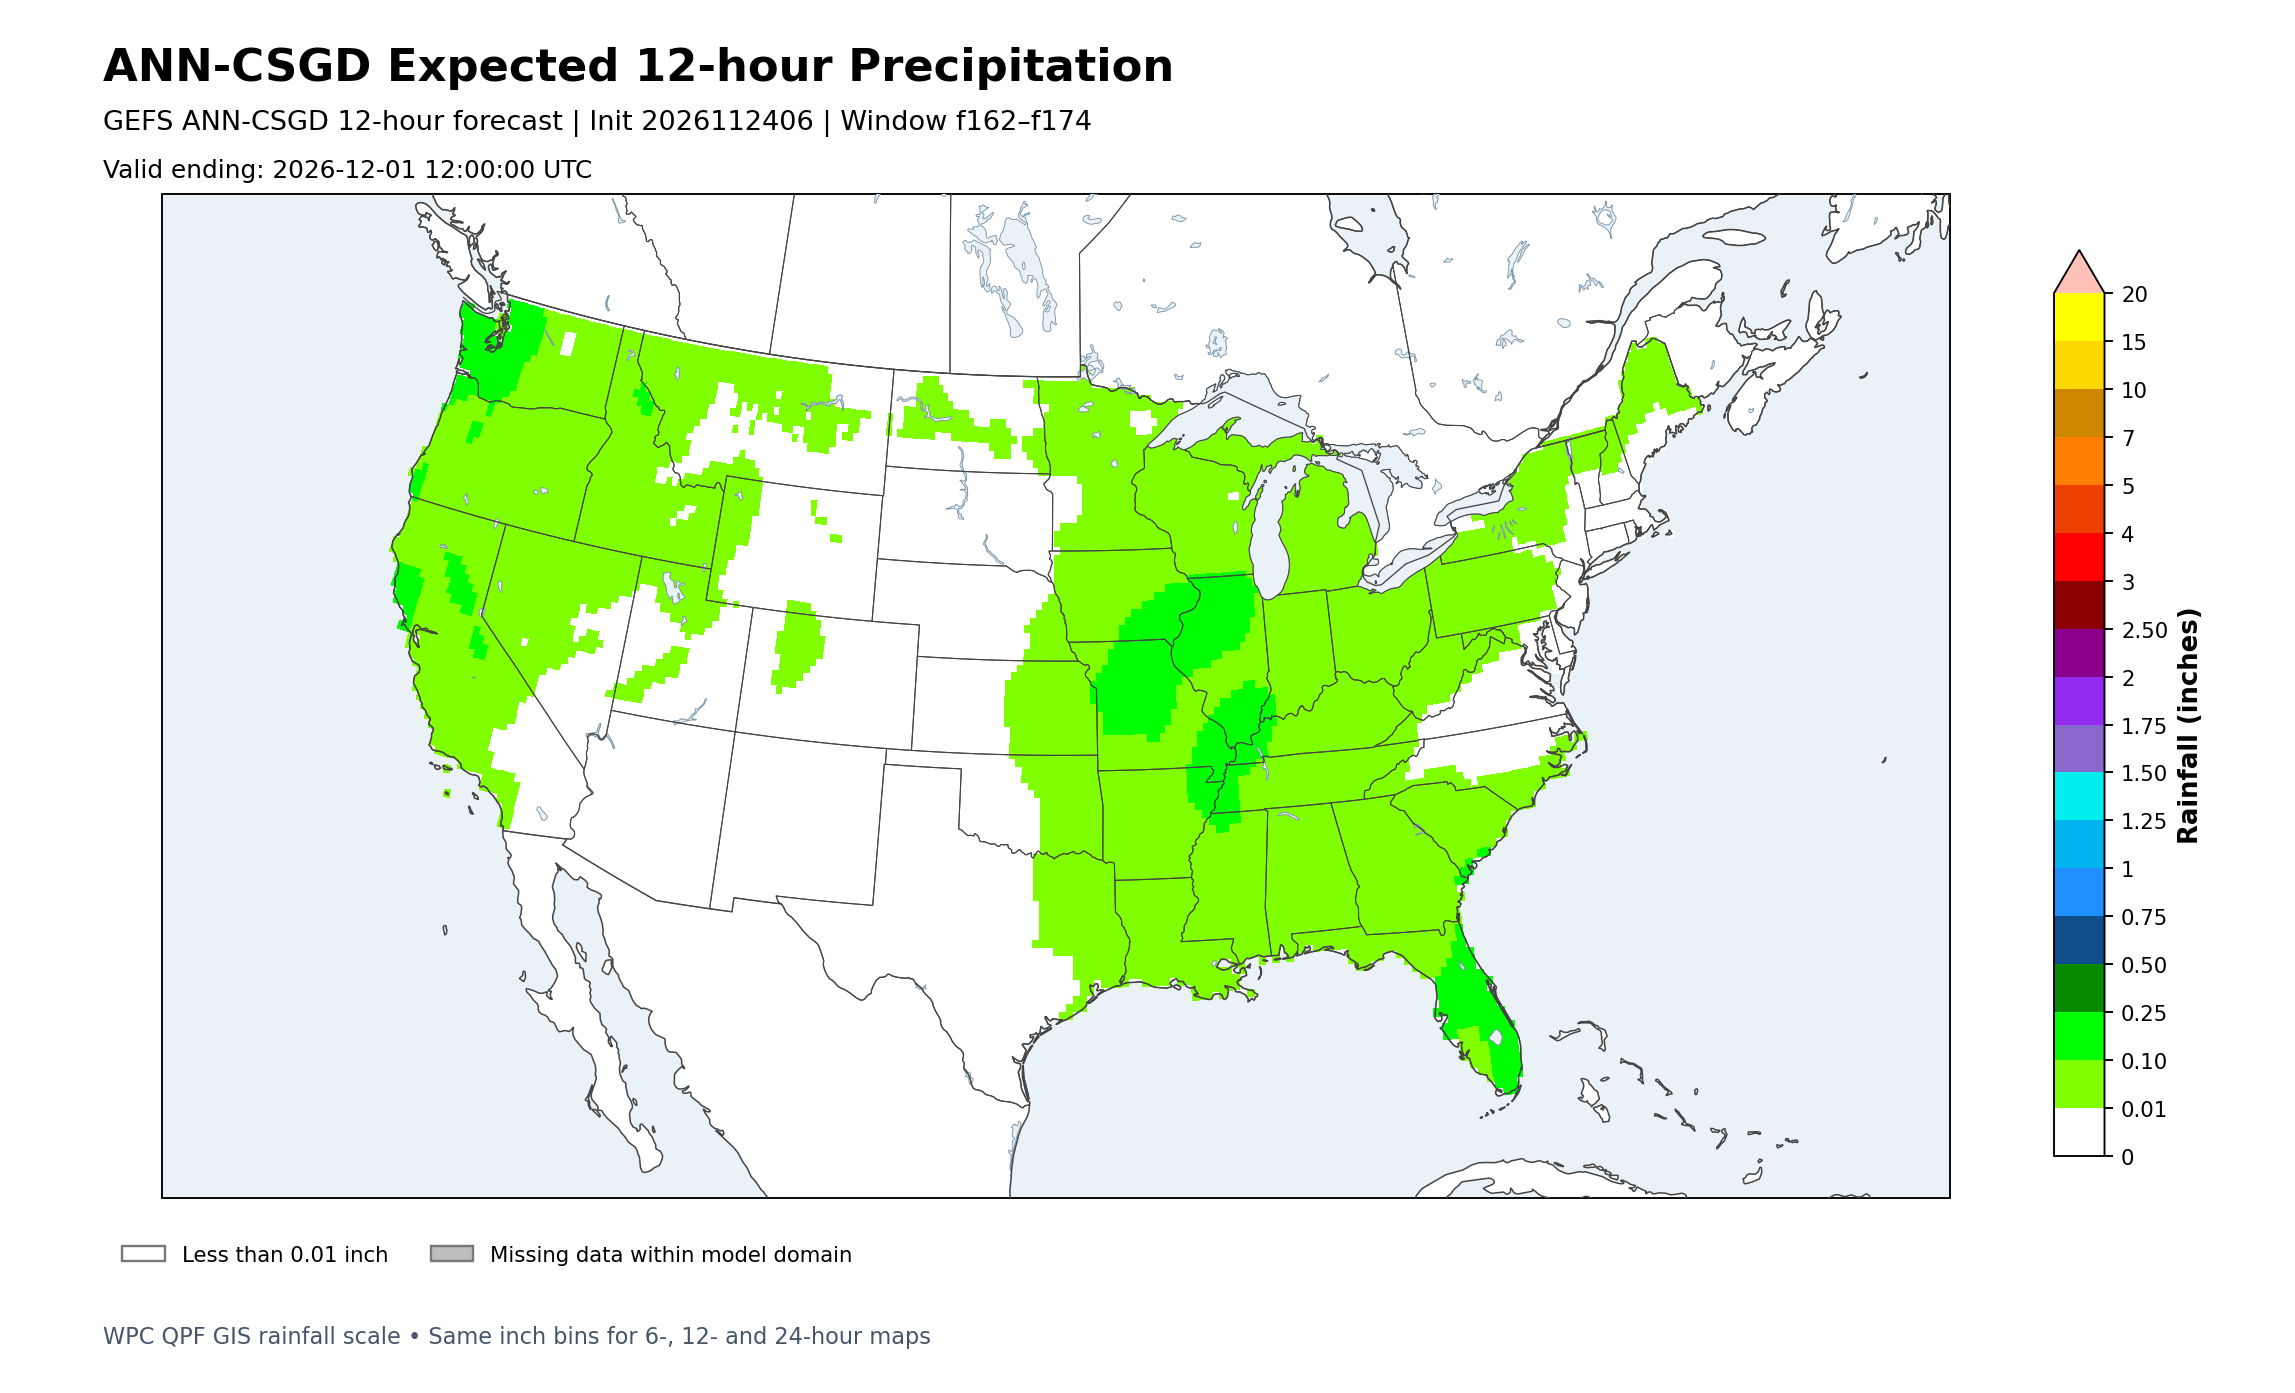 ANN-CSGD Expected 12-hour Precipitation
GEFS ANN-CSGD 12-hour forecast | Init 2026112406 | Window f162–f174
Valid ending: 2026-12-01 12:00:00 UTC
20
15
10
7
5
4
3
2.50
2
1.75
1.50
1.25
1
0.75
0.50
0.25
0.10
0.01
0
Rainfall (inches)
Less than 0.01 inch
Missing data within model domain
WPC QPF GIS rainfall scale • Same inch bins for 6-, 12- and 24-hour maps